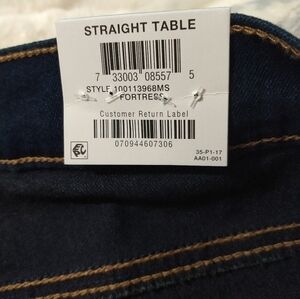 STRAIGHT TABLE
7 33003 08557 5
STYLE 100113968MS
FORTRESS
Customer Return Label
070944607306
35-P1-17
AA01-001